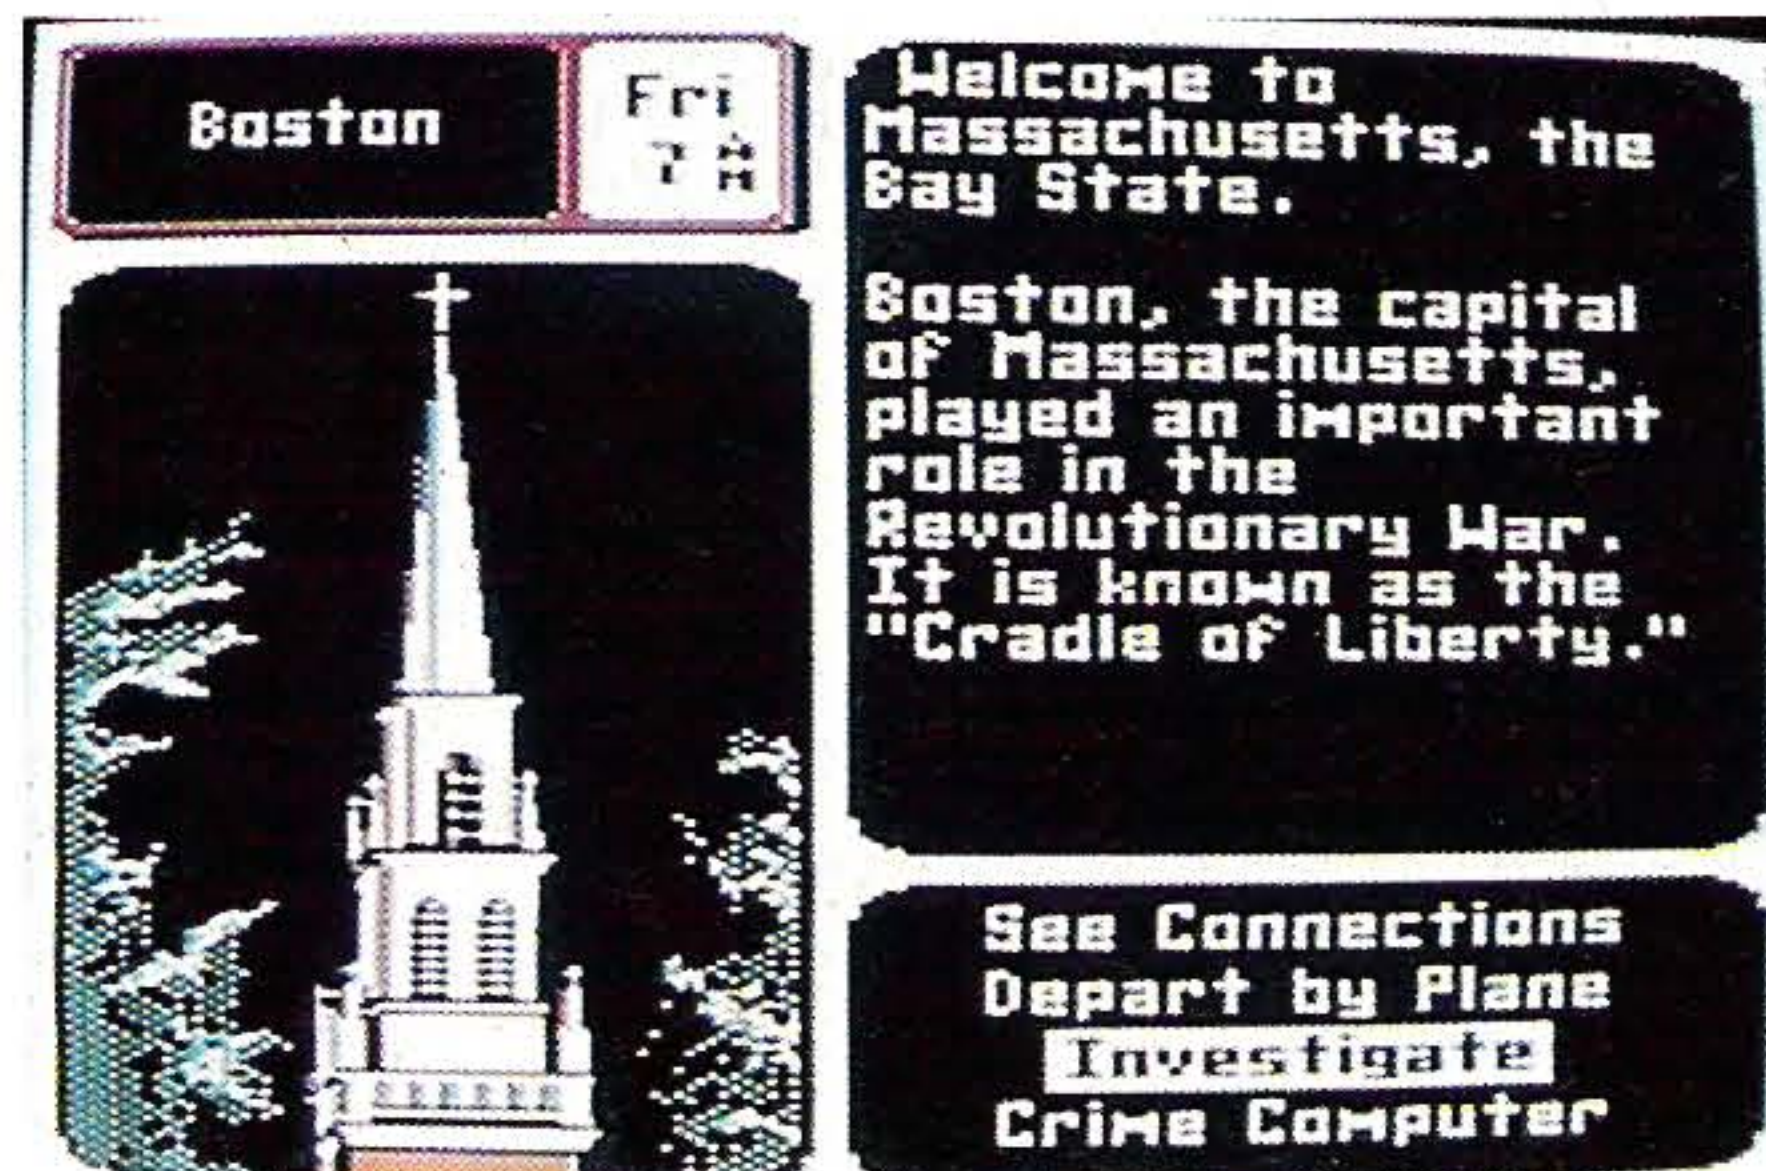 Boston
Fri
7 AM
Welcome to
Massachusetts, the
Bay State.
Boston, the capital
of Massachusetts,
played an important
role in the
Revolutionary War.
It is known as the
"Cradle of Liberty."
See Connections
Depart by Plane
Investigate
Crime Computer